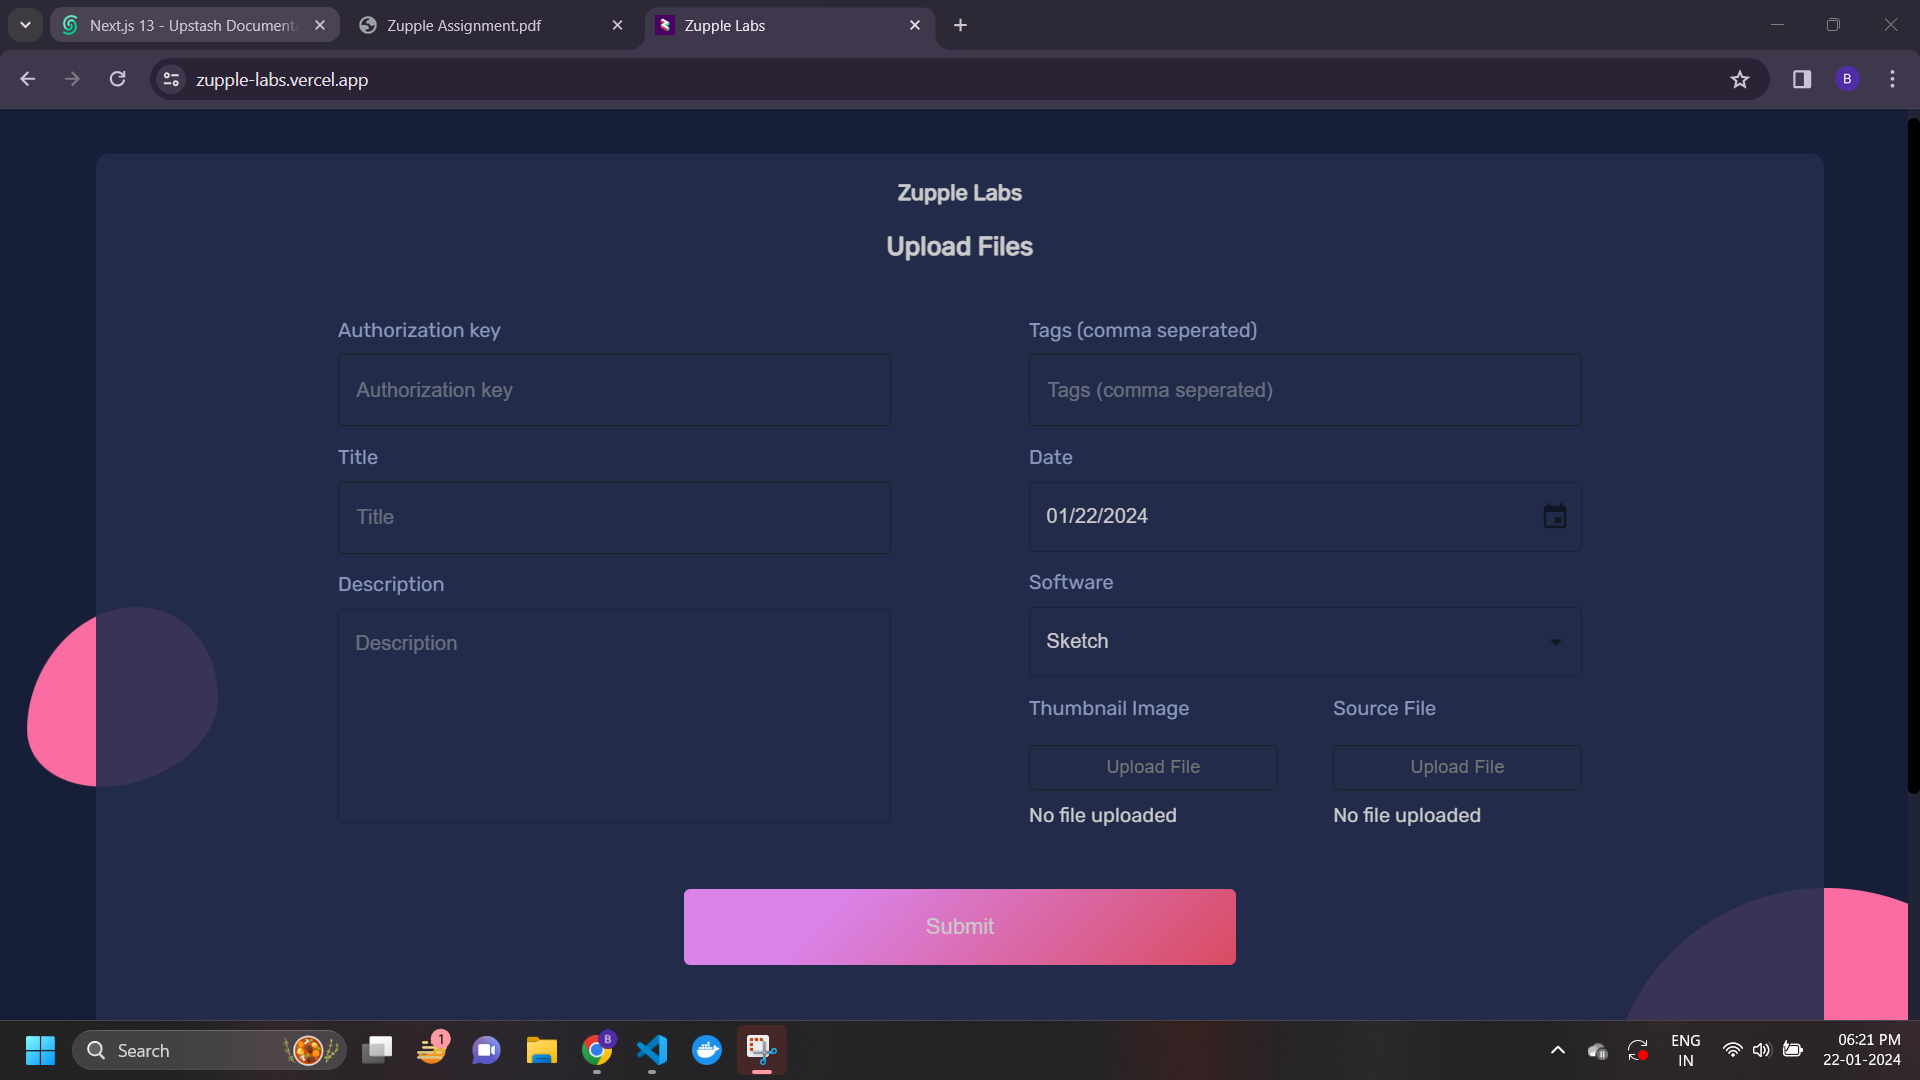 Next.js 13 - Upstash Documenta
Zupple Assignment.pdf
Zupple Labs
zupple-labs.vercel.app
B
Zupple Labs
Upload Files
Authorization key
Authorization key
Title
Title
Description
Description
Tags (comma seperated)
Tags (comma seperated)
Date
01/22/2024
Software
Sketch
Thumbnail Image
Source File
Upload File
Upload File
No file uploaded
No file uploaded
Submit
Search
1
B
ENG
IN
06:21 PM
22-01-2024